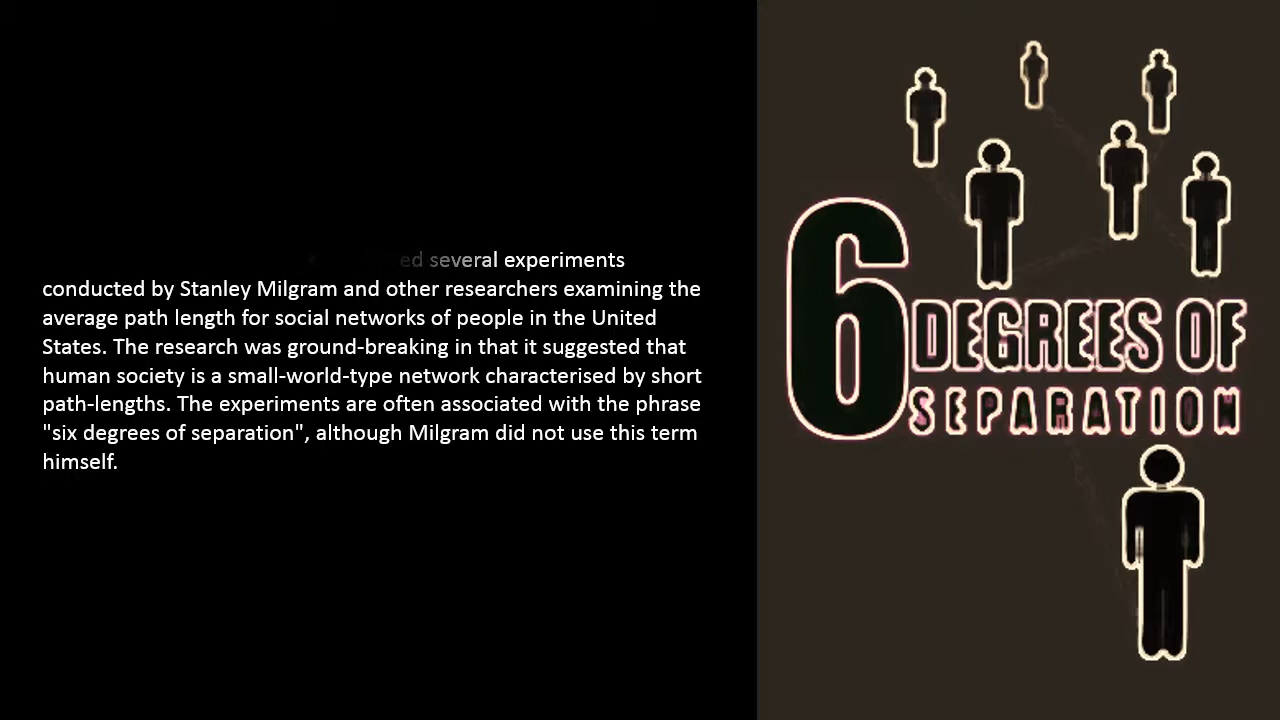 ed several experiments
conducted by Stanley Milgram and other researchers examining the
average path length for social networks of people in the United
States. The research was ground-breaking in that it suggested that
human society is a small-world-type network characterised by short
path-lengths. The experiments are often associated with the phrase
"six degrees of separation", although Milgram did not use this term
himself.
6 DEGREES OF
SEPARATION